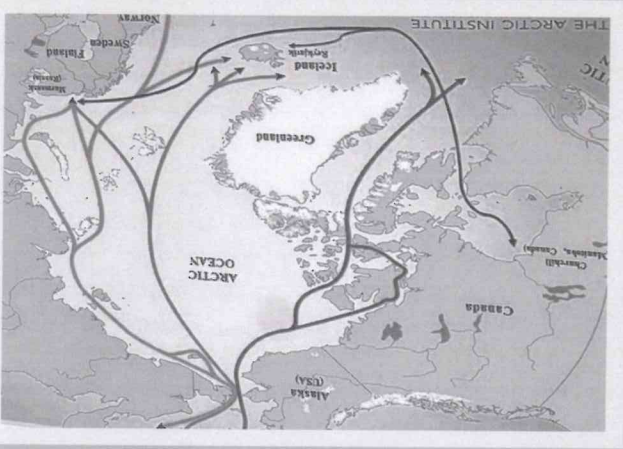 Alaska
(USA)
Canada
ARCTIC
OCEAN
Churchill
Manitoba, Canada)
Greenland
Murmansk
(Russia)
Iceland
Reykjavik
Finland
Sweden
Norway
TIC
N
THE ARCTIC INSTITUTE